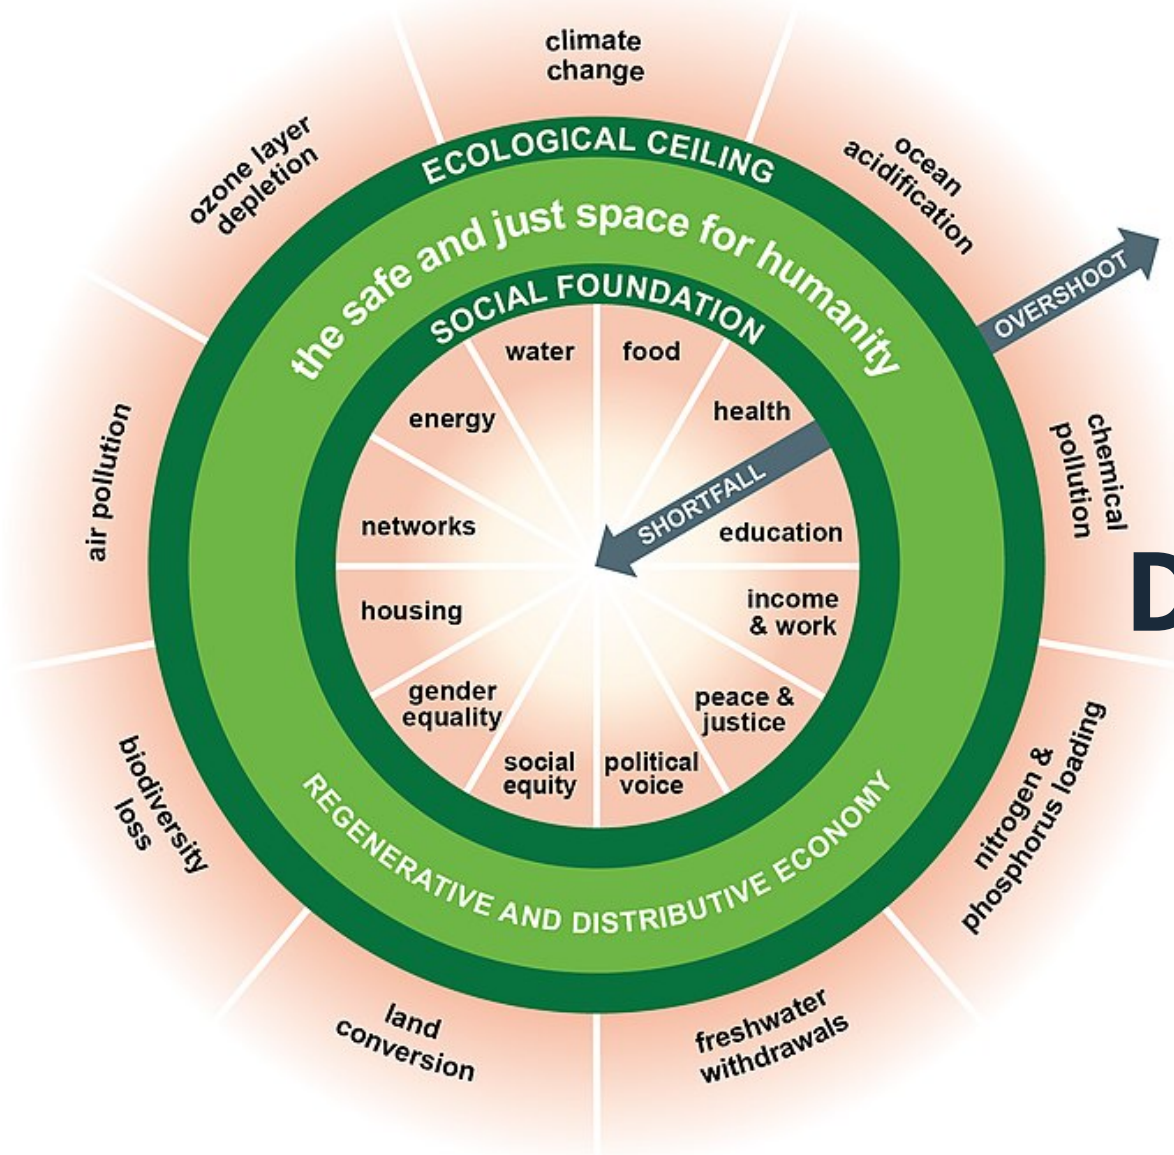 climate
change
ocean
acidification
OVERSHOOT
chemical
pollution
D
nitrogen &
phosphorus loading
freshwater
withdrawals
land
conversion
biodiversity
loss
air pollution
ozone layer
depletion
ECOLOGICAL CEILING
the safe and just space for humanity
SOCIAL FOUNDATION
water
food
health
SHORTFALL
education
income
& work
peace &
justice
political
voice
social
equity
gender
equality
housing
networks
energy
REGENERATIVE AND DISTRIBUTIVE ECONOMY